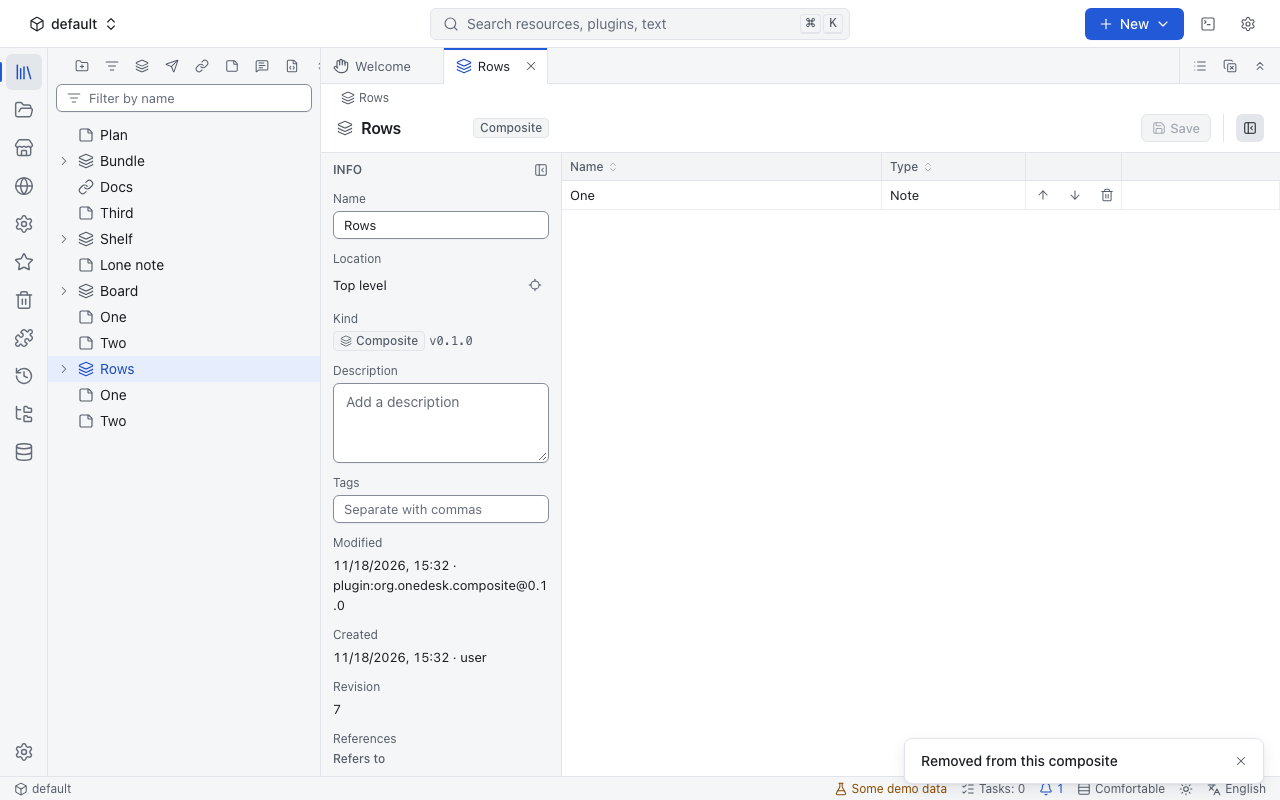 default
Search resources, plugins, text
⌘ K
New
Filter by name
Plan
Bundle
Docs
Third
Shelf
Lone note
Board
One
Two
Rows
One
Two
Welcome
Rows
Rows
Rows
Composite
Save
INFO
Name
Rows
Location
Top level
Kind
Composite v0.1.0
Description
Add a description
Tags
Separate with commas
Modified
11/18/2026, 15:32 ·
plugin:org.onedesk.composite@0.1
.0
Created
11/18/2026, 15:32 · user
Revision
7
References
Refers to
Name Type
One Note
Removed from this composite
default
Some demo data
Tasks: 0
1
Comfortable
English